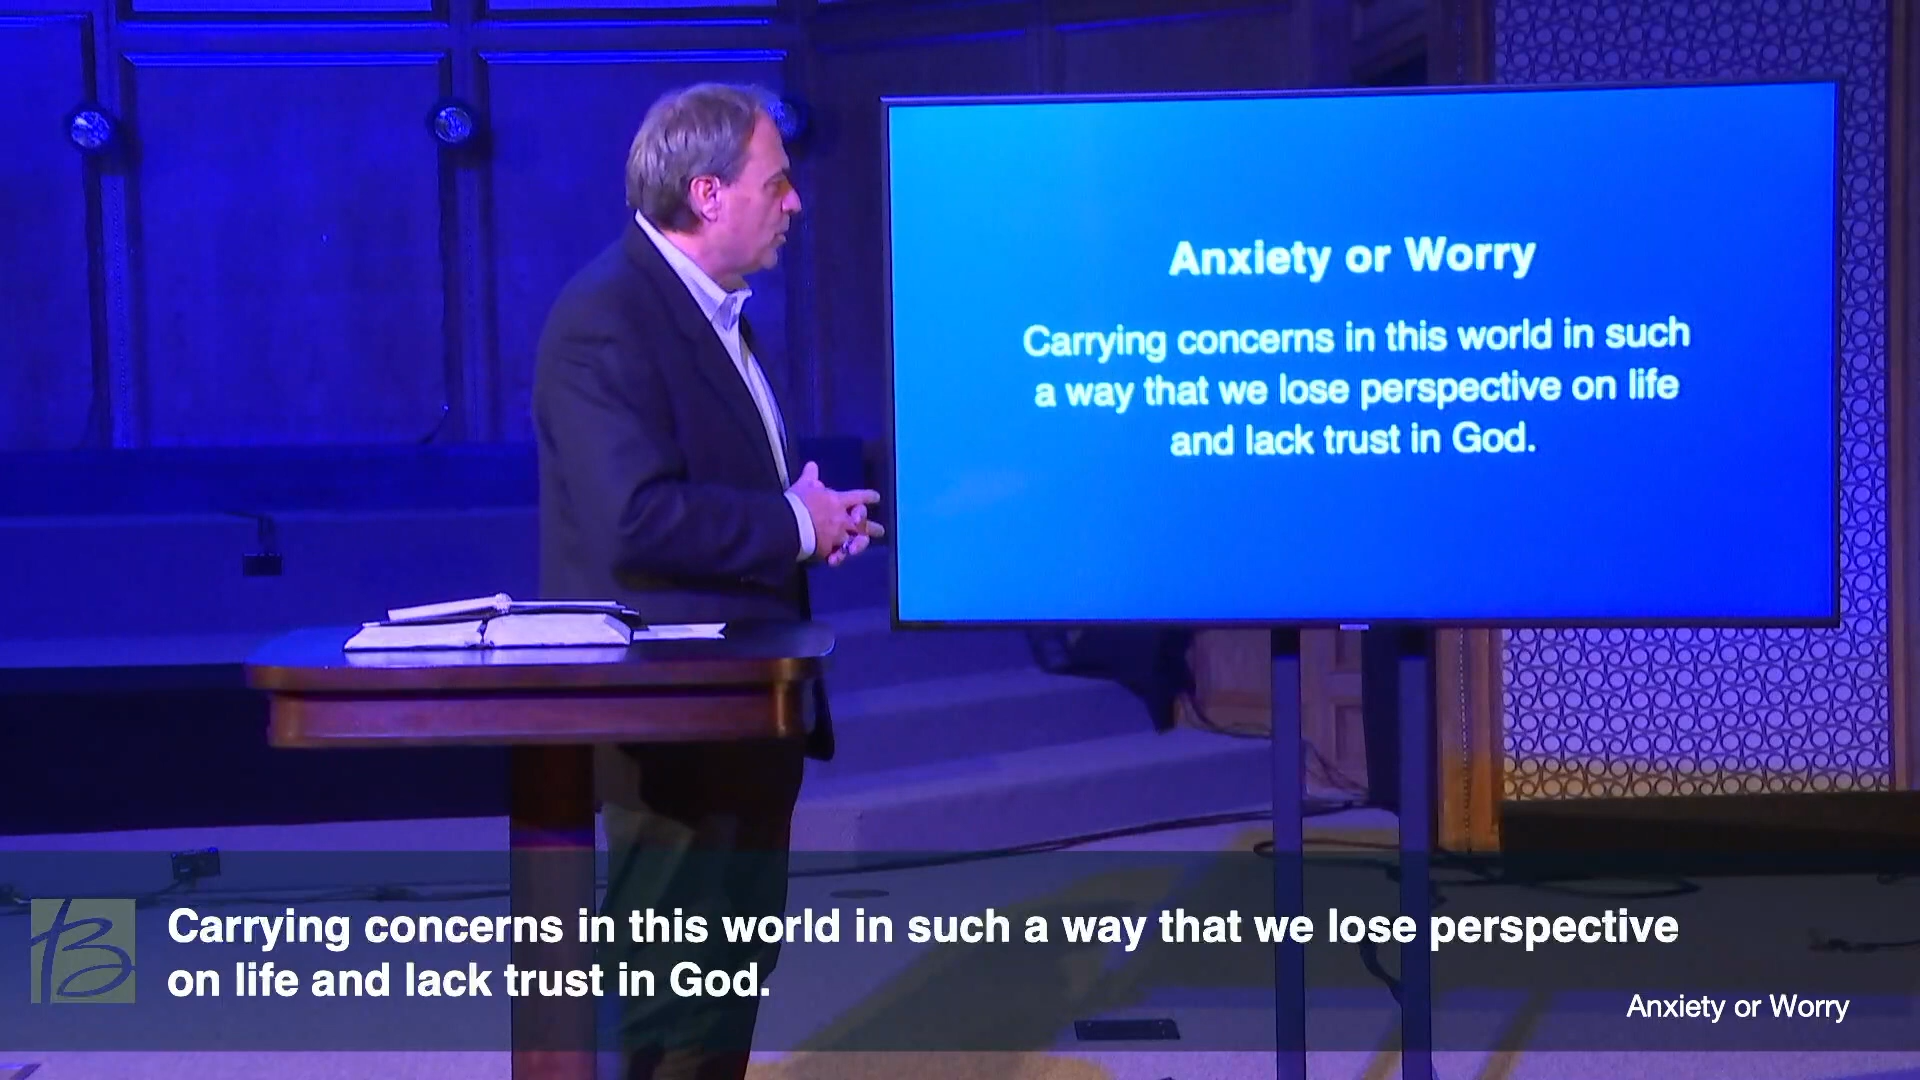 Anxiety or Worry
Carrying concerns in this world in such
a way that we lose perspective on life
and lack trust in God.
B
Carrying concerns in this world in such a way that we lose perspective
on life and lack trust in God.
Anxiety or Worry